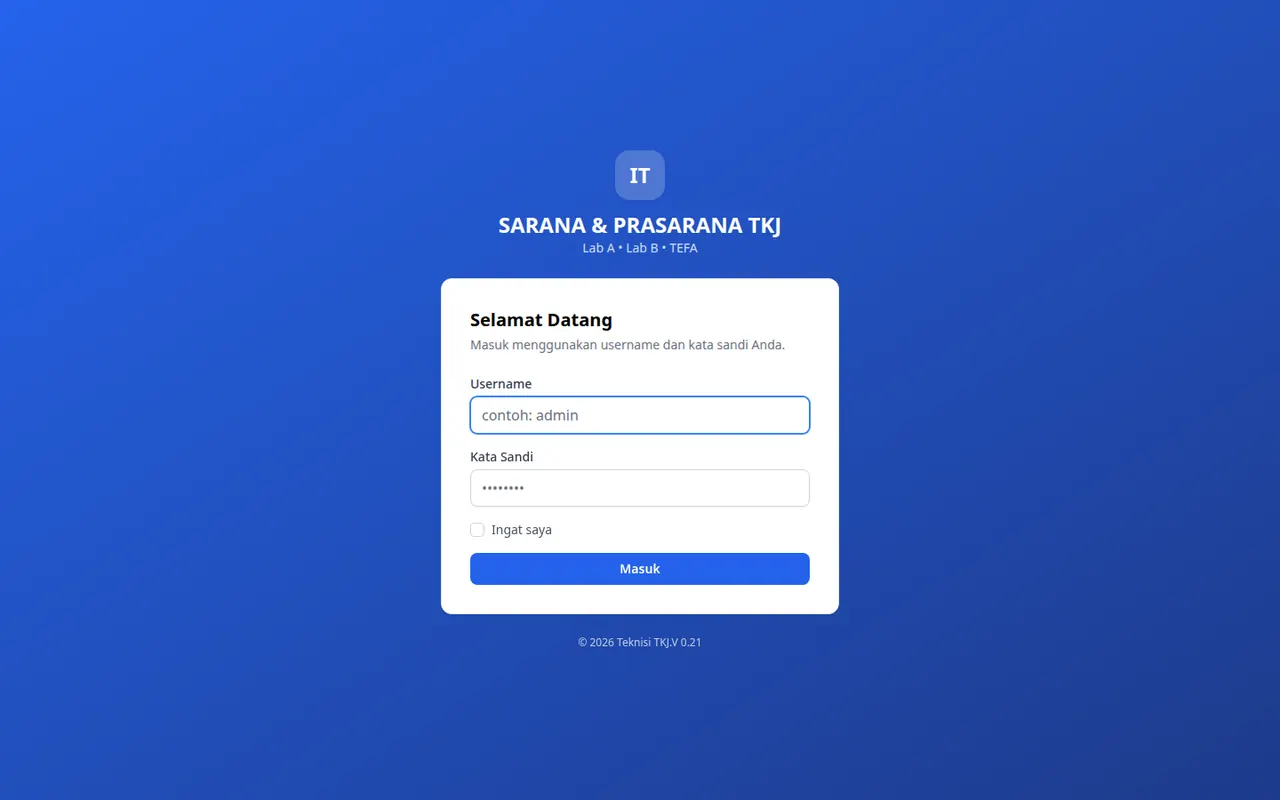 IT
SARANA & PRASARANA TKJ
Lab A • Lab B • TEFA
Selamat Datang
Masuk menggunakan username dan kata sandi Anda.
Username
contoh: admin
Kata Sandi
••••••••
Ingat saya
Masuk
© 2026 Teknisi TKJ.V 0.21